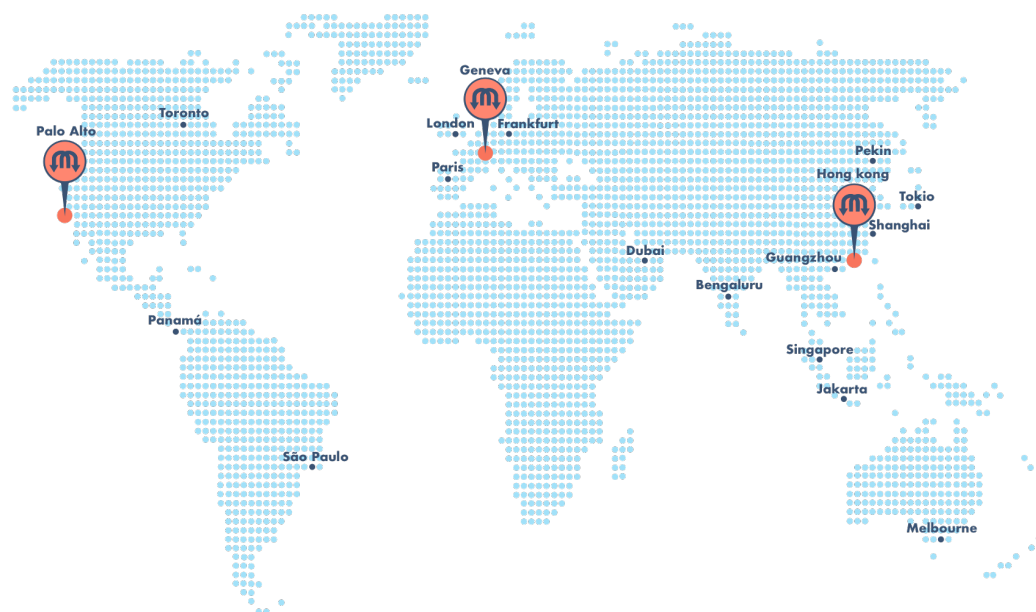 Geneva
Toronto
London
Frankfurt
Palo Alto
Pekin
Paris
Hong kong
Tokio
Shanghai
Dubai
Guangzhou
Bengaluru
Panamá
Singapore
Jakarta
São Paulo
Melbourne